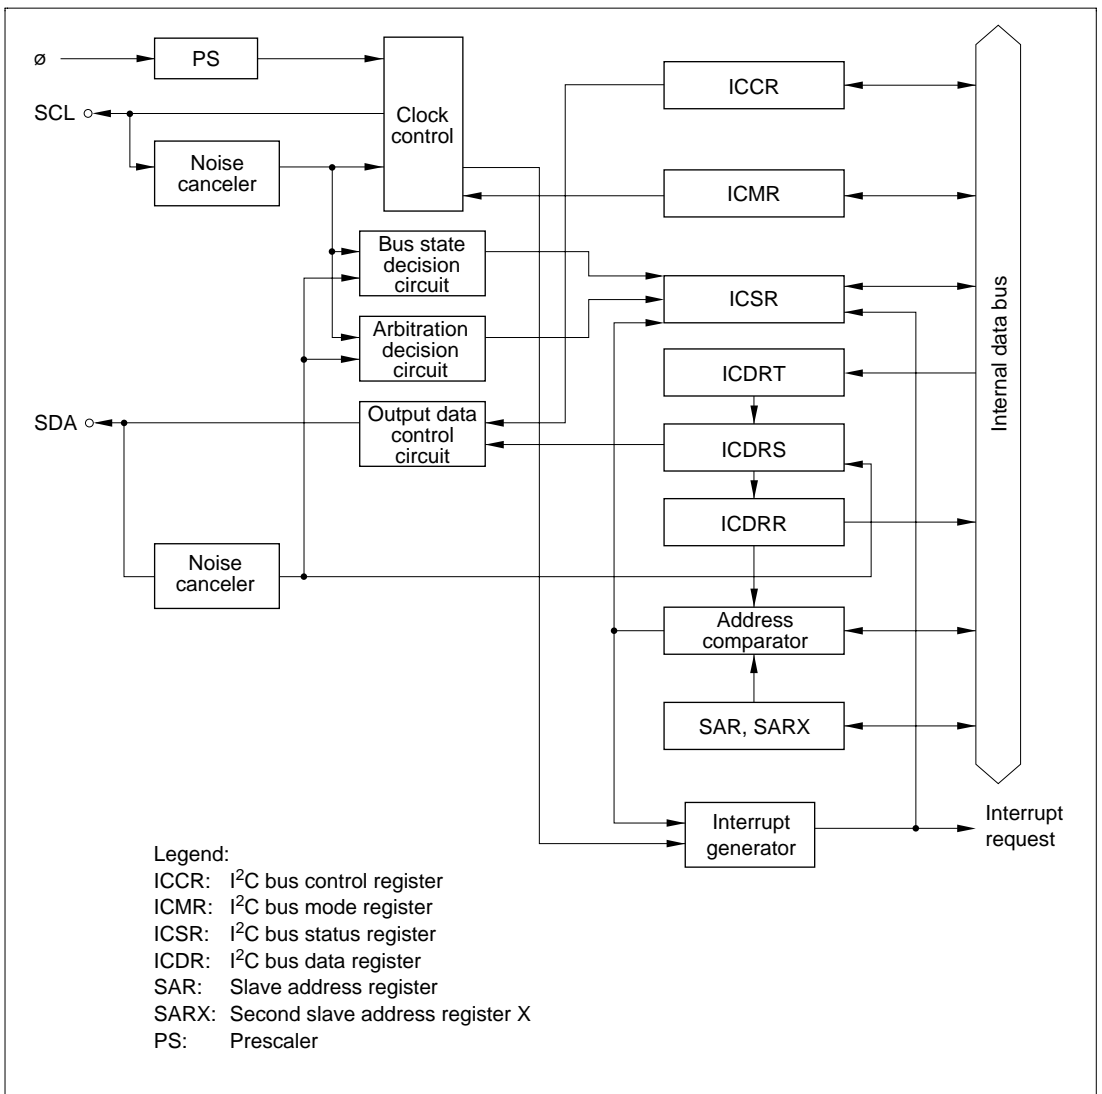 ø
PS
ICCR
SCL
Clock
control
Noise
canceler
ICMR
Bus state
decision
circuit
ICSR
Arbitration
decision
circuit
Internal data bus
ICDRT
SDA
Output data
control
circuit
ICDRS
ICDRR
Noise
canceler
Address
comparator
SAR, SARX
Interrupt
generator
Interrupt
request
Legend:
ICCR: I²C bus control register
ICMR: I²C bus mode register
ICSR: I²C bus status register
ICDR: I²C bus data register
SAR: Slave address register
SARX: Second slave address register X
PS: Prescaler